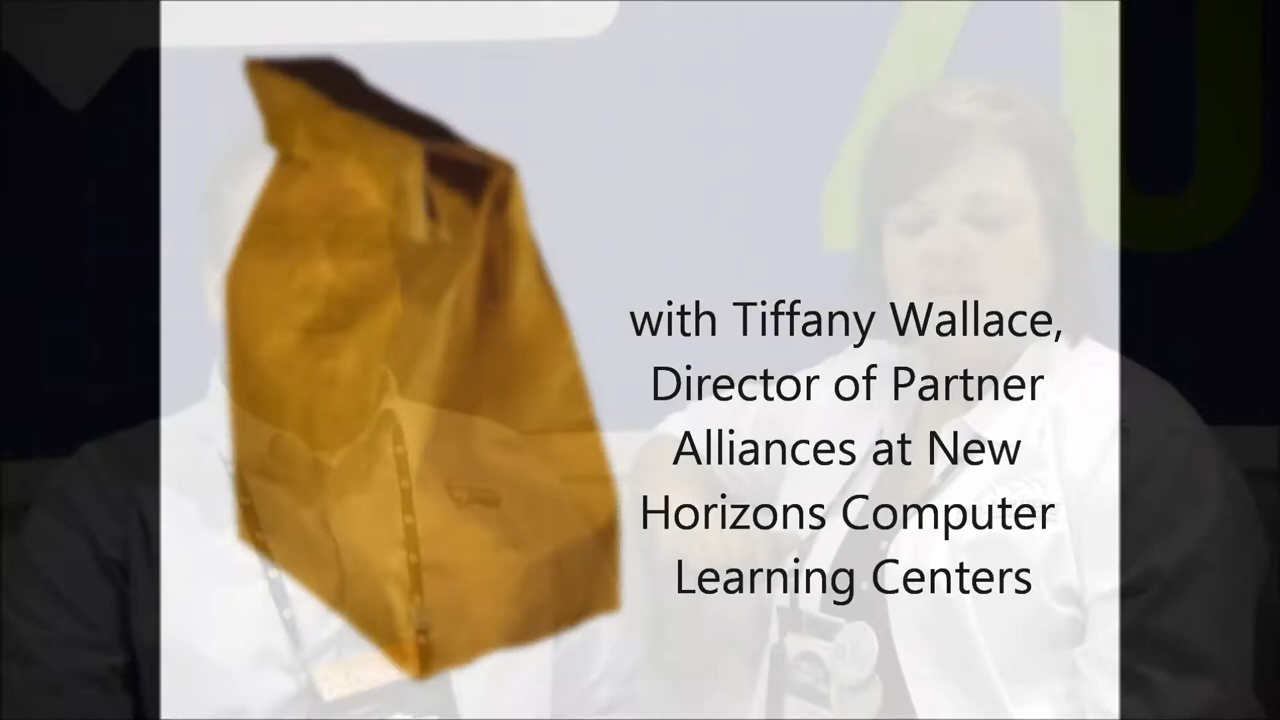 with Tiffany Wallace,
Director of Partner
Alliances at New
Horizons Computer
Learning Centers